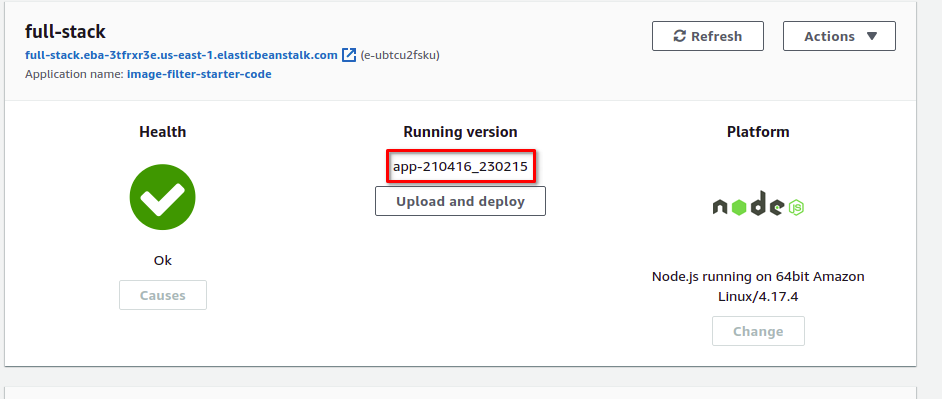 full-stack
full-stack.eba-3tfrxr3e.us-east-1.elasticbeanstalk.com (e-ubtcu2fsku)
Application name: image-filter-starter-code
Refresh
Actions
Health
Ok
Causes
Running version
app-210416_230215
Upload and deploy
Platform
node JS
Node.js running on 64bit Amazon
Linux/4.17.4
Change